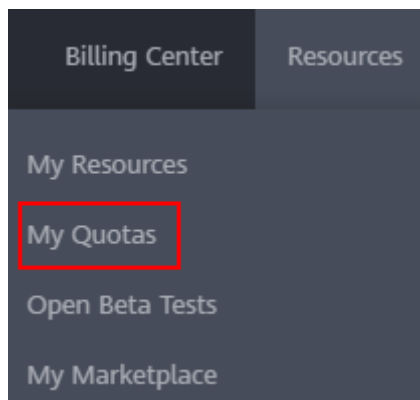 Billing Center Resources
My Resources
My Quotas
Open Beta Tests
My Marketplace